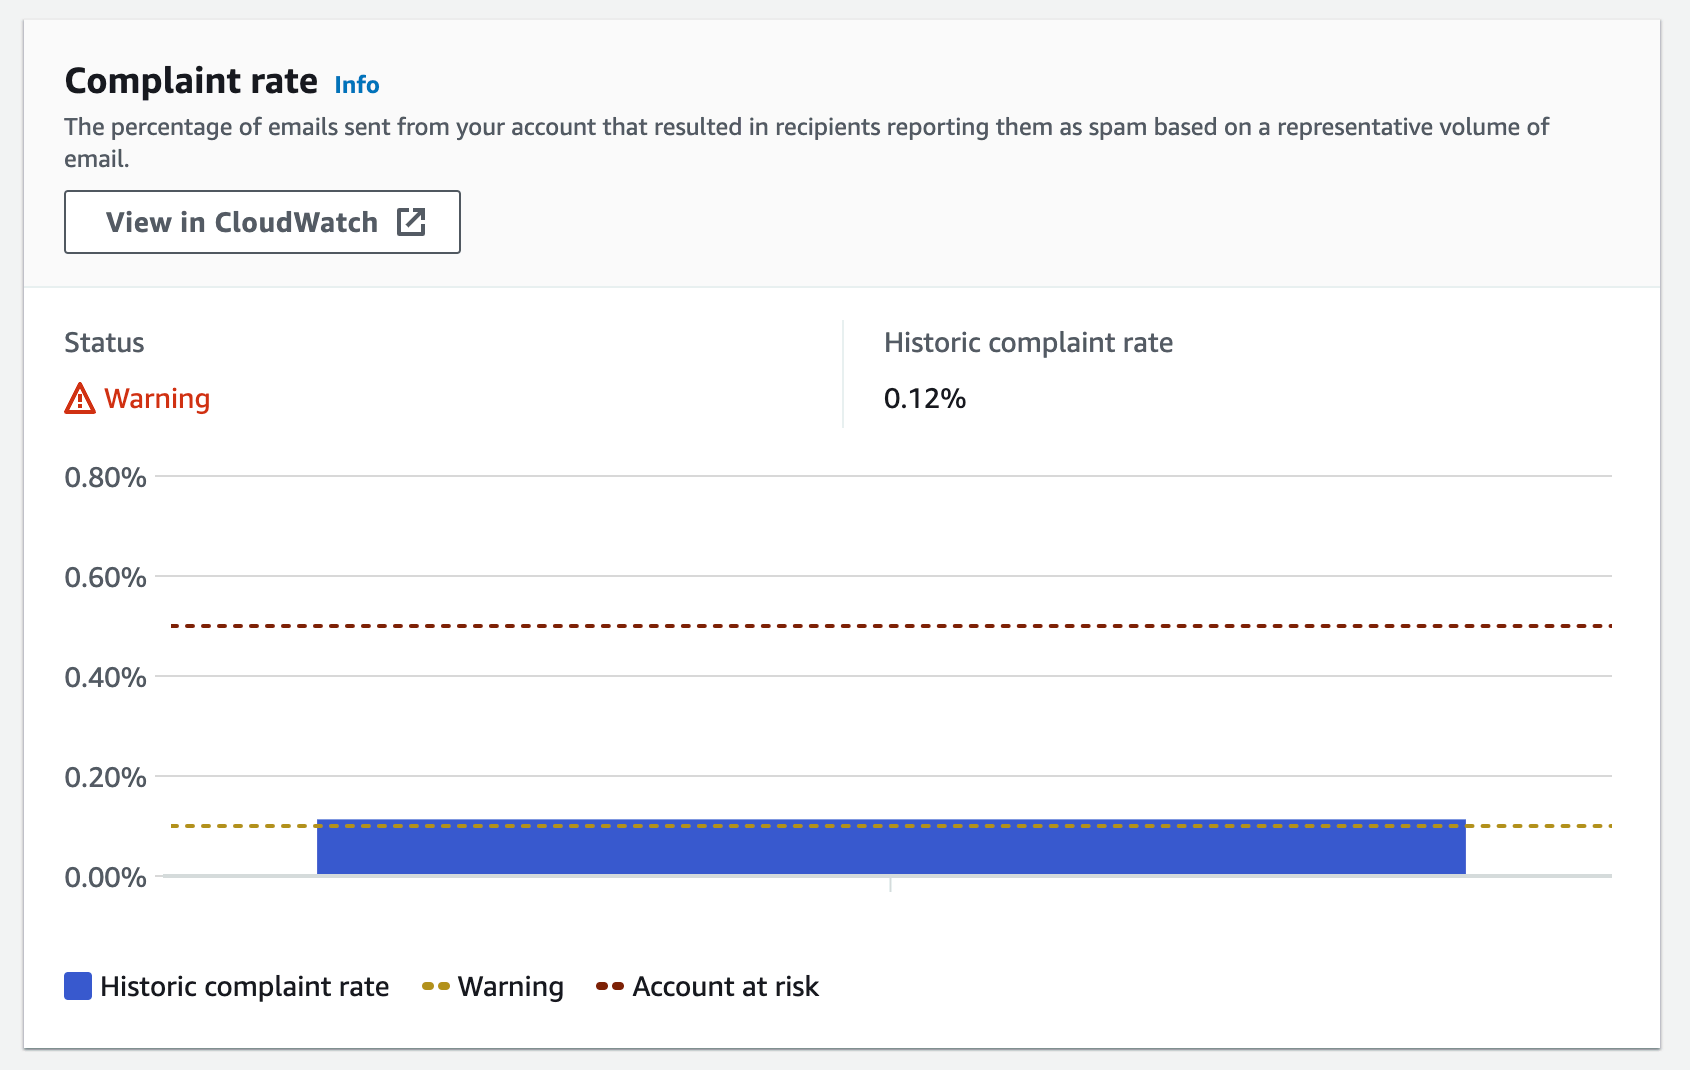 Complaint rate Info
The percentage of emails sent from your account that resulted in recipients reporting them as spam based on a representative volume of
email.
View in CloudWatch
Status
Warning
Historic complaint rate
0.12%
0.80%
0.60%
0.40%
0.20%
0.00%
Historic complaint rate Warning Account at risk